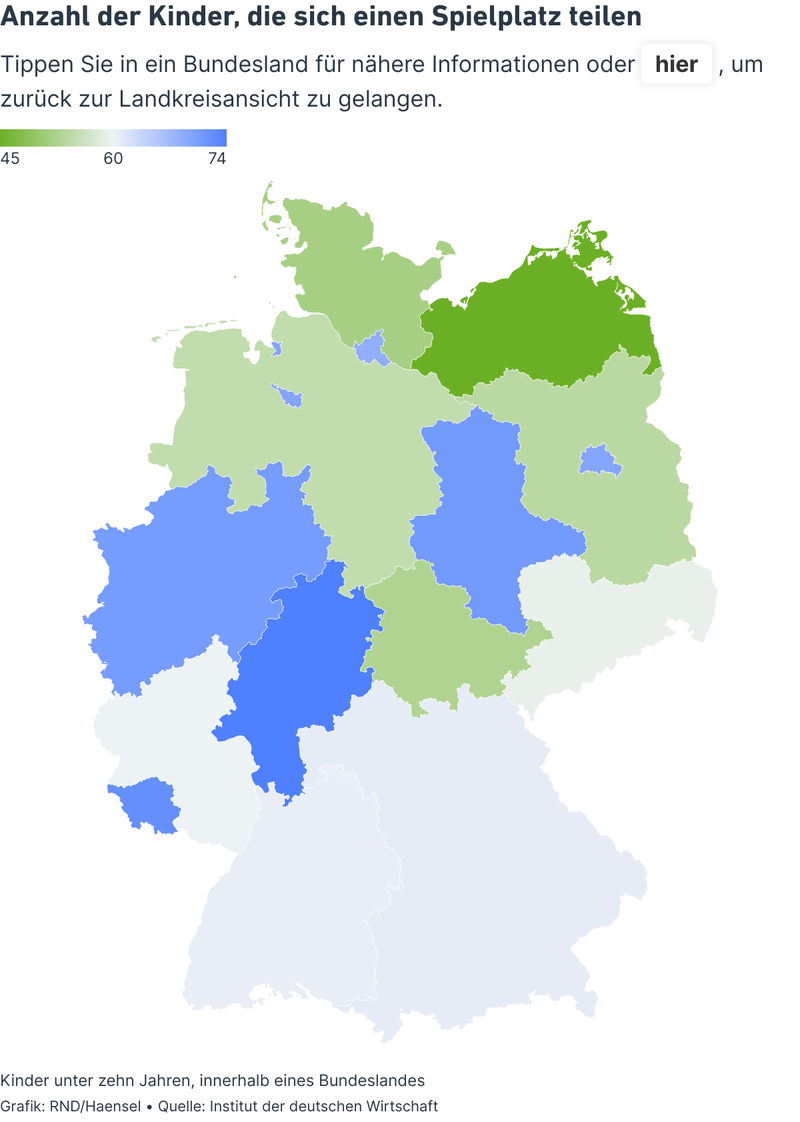 Anzahl der Kinder, die sich einen Spielplatz teilen
Tippen Sie in ein Bundesland für nähere Informationen oder hier , um
zurück zur Landkreisansicht zu gelangen.
45 60 74
Kinder unter zehn Jahren, innerhalb eines Bundeslandes
Grafik: RND/Haensel • Quelle: Institut der deutschen Wirtschaft